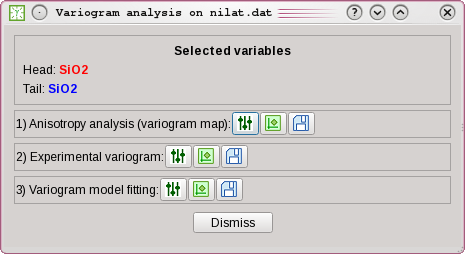 Variogram analysis on nilat.dat
Selected variables
Head: SiO2
Tail: SiO2
1) Anisotropy analysis (variogram map):
2) Experimental variogram:
3) Variogram model fitting:
Dismiss